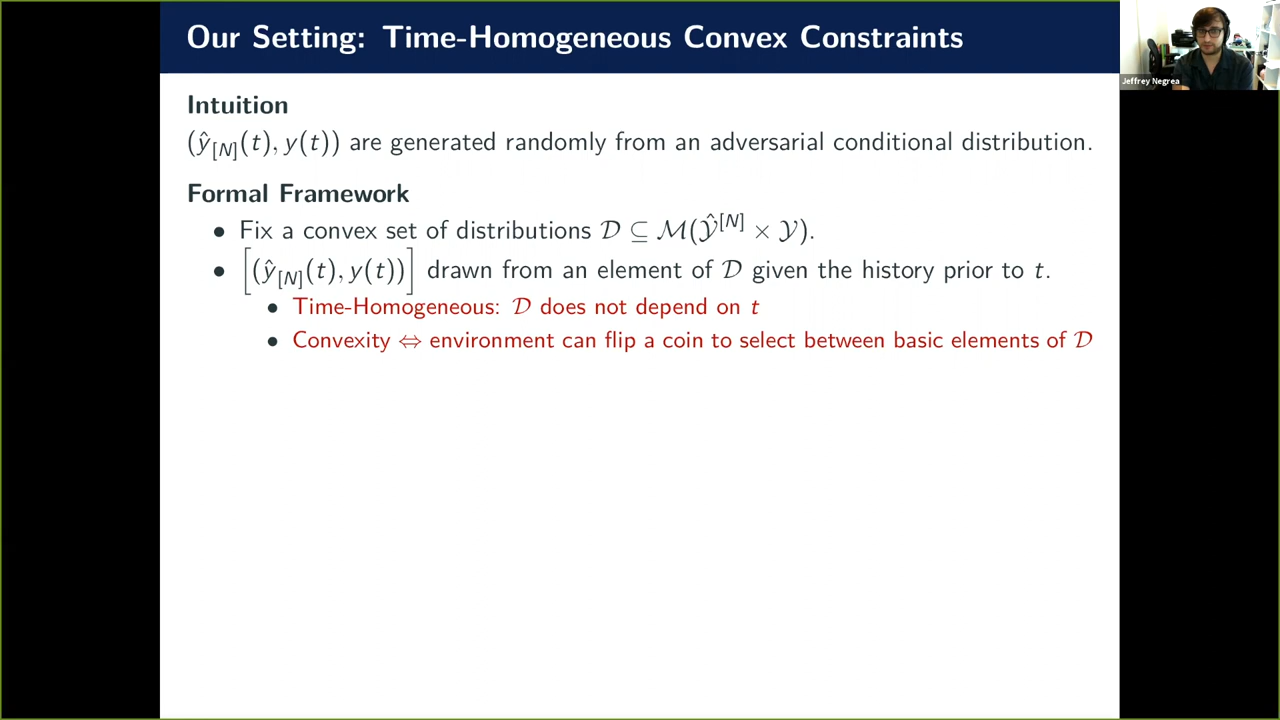 Our Setting: Time-Homogeneous Convex Constraints
Jeffrey Negrea
Intuition
(ŷ_[N](t), y(t)) are generated randomly from an adversarial conditional distribution.
Formal Framework
• Fix a convex set of distributions 𝒟 ⊆ ℳ(𝒴̂^[N] × 𝒴).
• [(ŷ_[N](t), y(t))] drawn from an element of 𝒟 given the history prior to t.
• Time-Homogeneous: 𝒟 does not depend on t
• Convexity ⇔ environment can flip a coin to select between basic elements of 𝒟